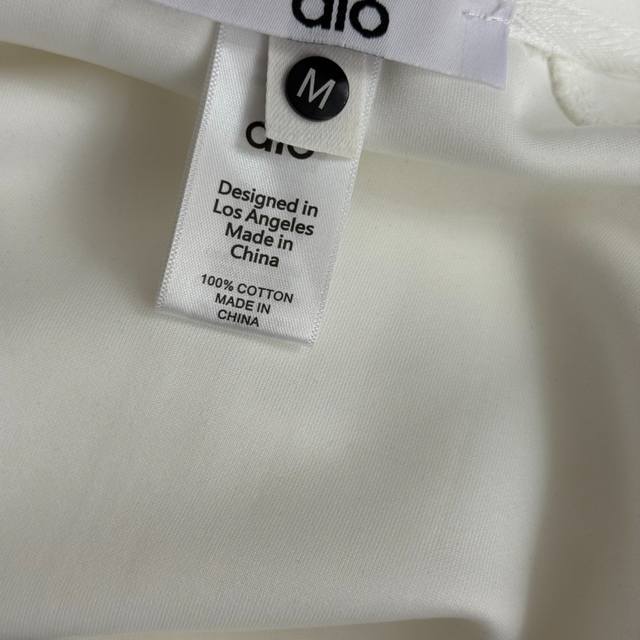 alo
M
alo
Designed in
Los Angeles
Made in
China
100% COTTON
MADE IN
CHINA